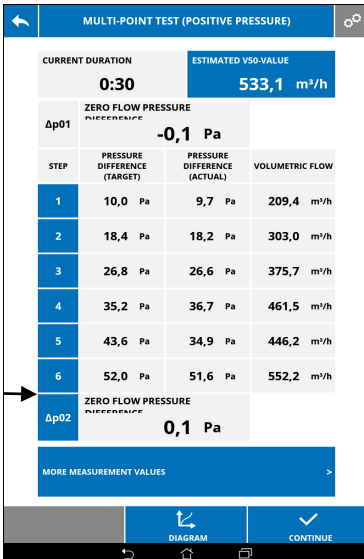 MULTI-POINT TEST (POSITIVE PRESSURE)
CURRENT DURATION
0:30
ESTIMATED V50-VALUE
533,1 m³/h
Δp01
ZERO FLOW PRESSURE
DIFFERENCE
-0,1 Pa
STEP
PRESSURE
DIFFERENCE
(TARGET)
PRESSURE
DIFFERENCE
(ACTUAL)
VOLUMETRIC FLOW
1 10,0 Pa 9,7 Pa 209,4 m³/h
2 18,4 Pa 18,2 Pa 303,0 m³/h
3 26,8 Pa 26,6 Pa 375,7 m³/h
4 35,2 Pa 36,7 Pa 461,5 m³/h
5 43,6 Pa 34,9 Pa 446,2 m³/h
6 52,0 Pa 51,6 Pa 552,2 m³/h
Δp02
ZERO FLOW PRESSURE
DIFFERENCE
0,1 Pa
MORE MEASUREMENT VALUES >
DIAGRAM
CONTINUE